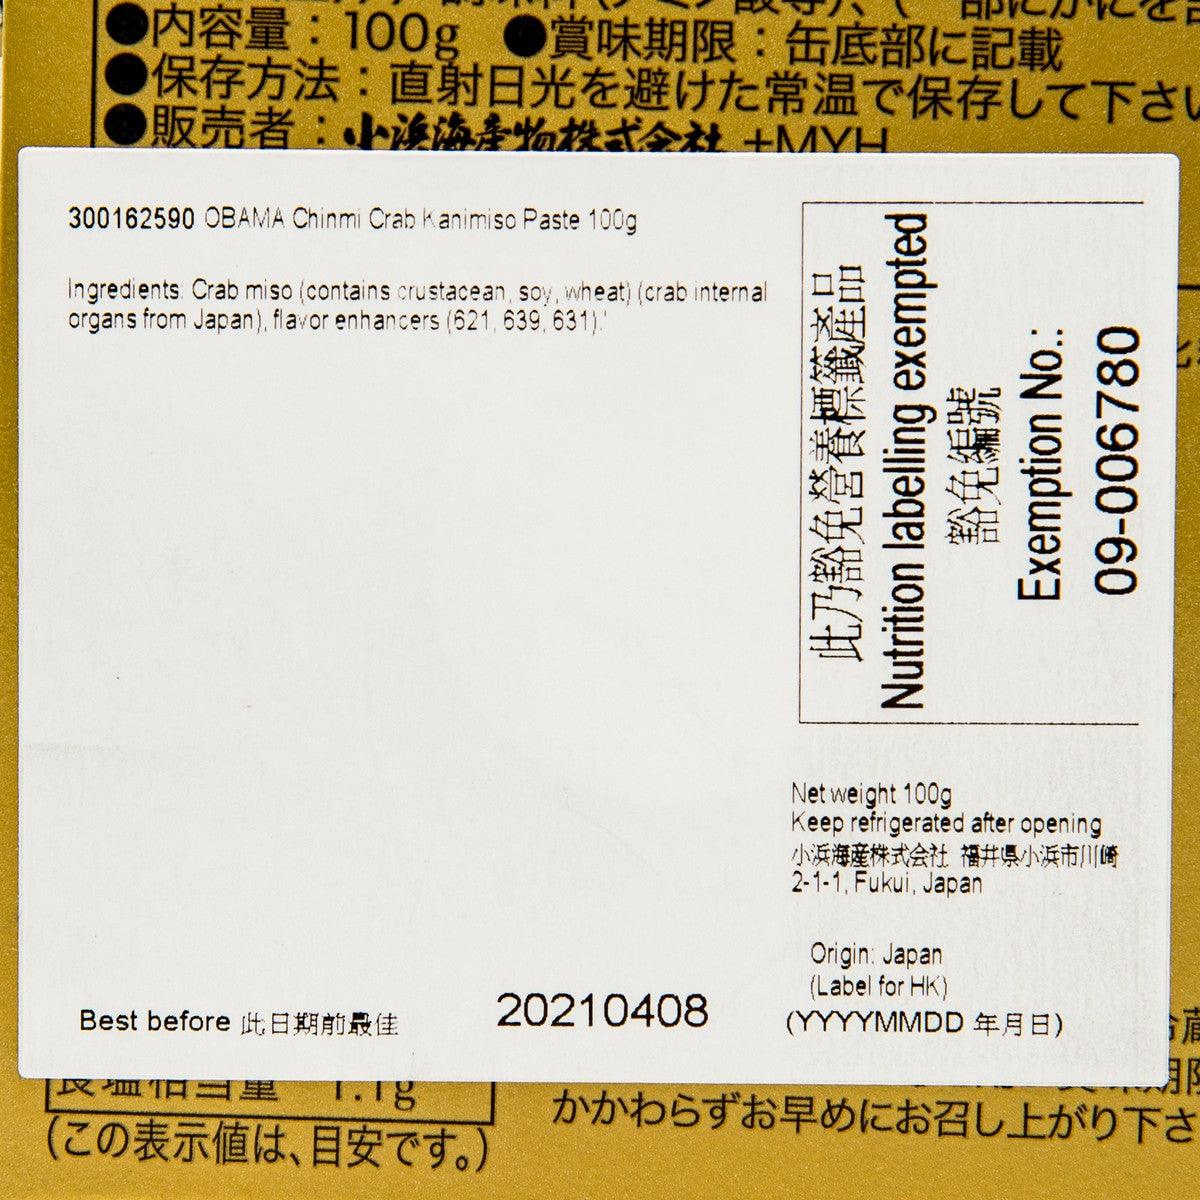 ●内容量：100g ●賞味期限：缶底部に記載
●保存方法：直射日光を避けた常温で保存して下さい
●販売者：小浜海産物株式会社 +MYH
300162590 OBAMA Chinmi Crab Kanimiso Paste 100g
Ingredients: Crab miso (contains crustacean, soy, wheat) (crab internal
organs from Japan), flavor enhancers (621, 639, 631).'
此乃豁免營養標籤產品
Nutrition labelling exempted
豁免編號
Exemption No.:
09-006780
Net weight 100g
Keep refrigerated after opening
小浜海産株式会社 福井県小浜市川崎
2-1-1, Fukui, Japan
Origin: Japan
(Label for HK)
Best before 此日期前最佳 20210408 (YYYYMMDD 年月日)
食塩相当量 1.1g
(この表示値は、目安です。)
かかわらずお早めにお召し上がり下さ